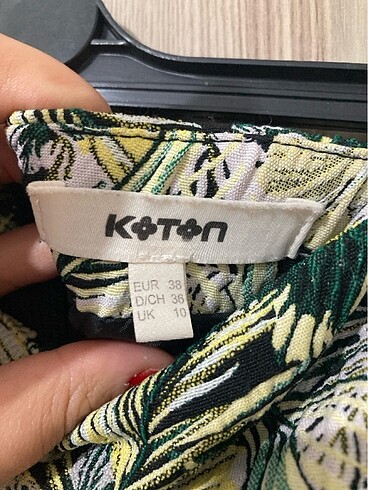 KOTON
EUR 38
D/CH 36
UK 10